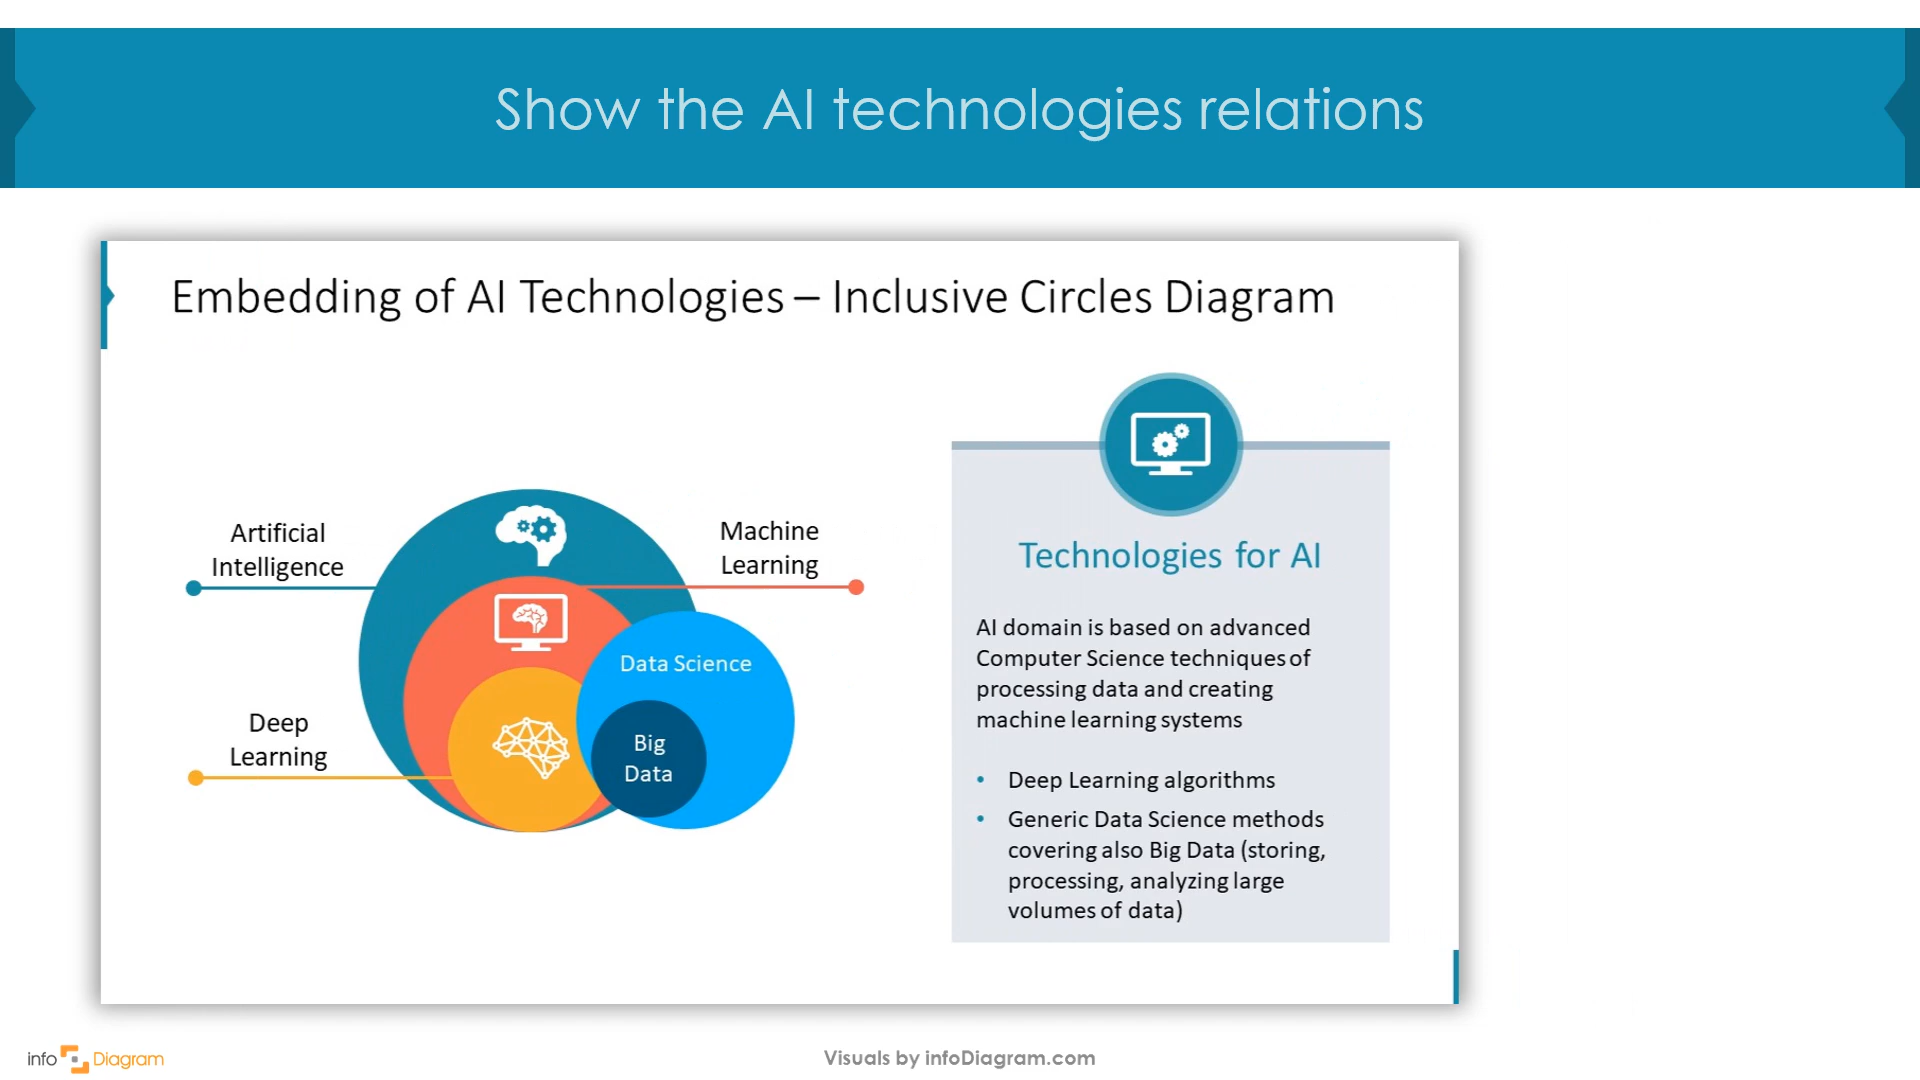 Show the AI technologies relations
Embedding of AI Technologies – Inclusive Circles Diagram
Artificial
Intelligence
Machine
Learning
Deep
Learning
Data Science
Big
Data
Technologies for AI
AI domain is based on advanced
Computer Science techniques of
processing data and creating
machine learning systems
• Deep Learning algorithms
• Generic Data Science methods
covering also Big Data (storing,
processing, analyzing large
volumes of data)
info Diagram
Visuals by infoDiagram.com